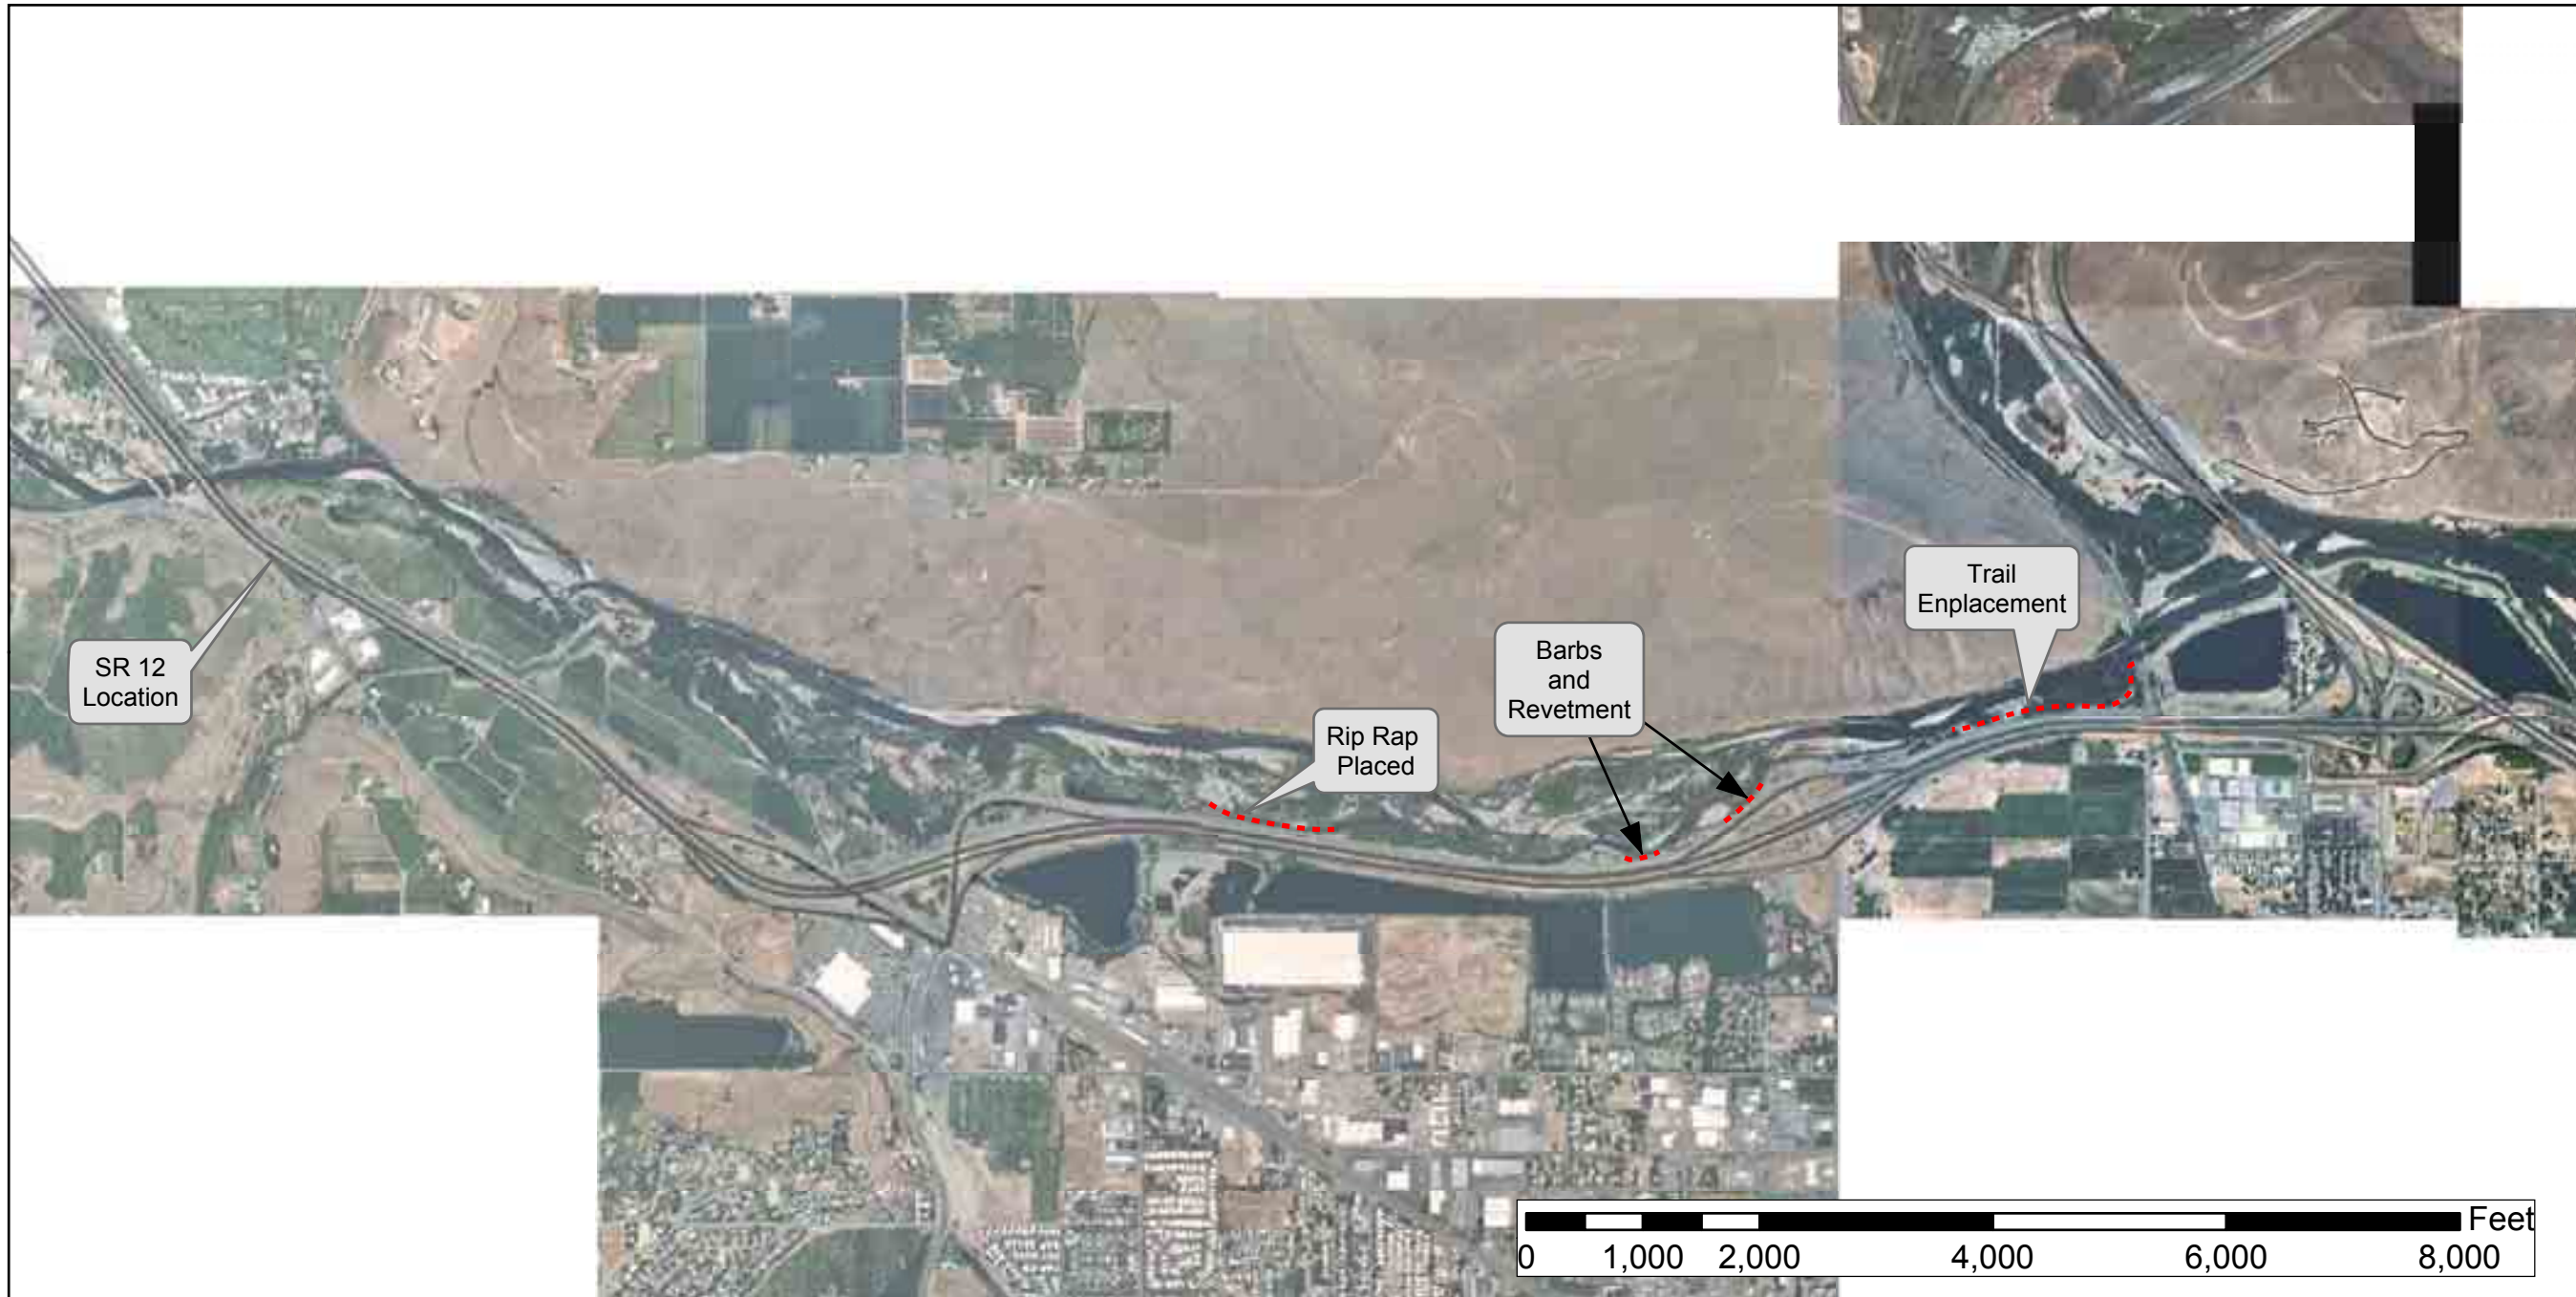 Trail
Enplacement
Barbs
and
Revetment
SR 12
Location
Rip Rap
Placed
Feet
0 1,000 2,000 4,000 6,000 8,000